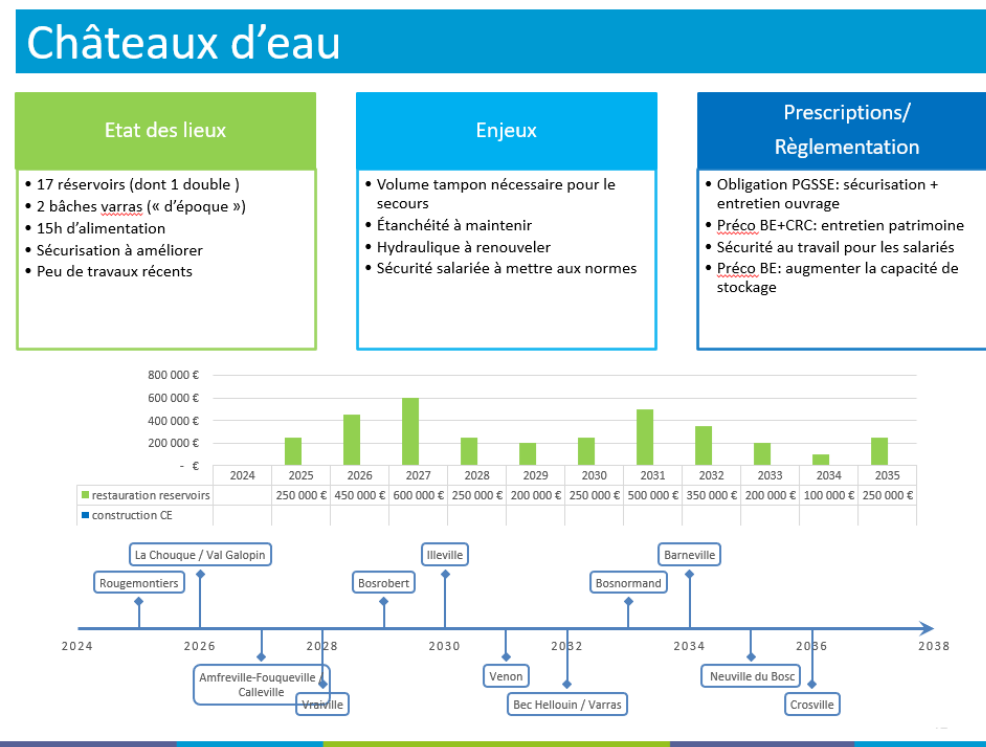 Châteaux d'eau
Etat des lieux
• 17 réservoirs (dont 1 double )
• 2 bâches varras (« d'époque »)
• 15h d'alimentation
• Sécurisation à améliorer
• Peu de travaux récents
Enjeux
• Volume tampon nécessaire pour le
secours
• Étanchéité à maintenir
• Hydraulique à renouveler
• Sécurité salariée à mettre aux normes
Prescriptions/
Règlementation
• Obligation PGSSE: sécurisation +
entretien ouvrage
• Préco BE+CRC: entretien patrimoine
• Sécurité au travail pour les salariés
• Préco BE: augmenter la capacité de
stockage
800 000 €
600 000 €
400 000 €
200 000 €
- €
2024 2025 2026 2027 2028 2029 2030 2031 2032 2033 2034 2035
restauration reservoirs 250 000 € 450 000 € 600 000 € 250 000 € 200 000 € 250 000 € 500 000 € 350 000 € 200 000 € 100 000 € 250 000 €
construction CE
La Chouque / Val Galopin Illeville Barneville
Rougemontiers Bosrobert Bosnormand
2024 2026 2028 2030 2032 2034 2036 2038
Amfreville-Fouqueville / Venon Neuville du Bosc
Calleville
Vraiville Bec Hellouin / Varras Crosville